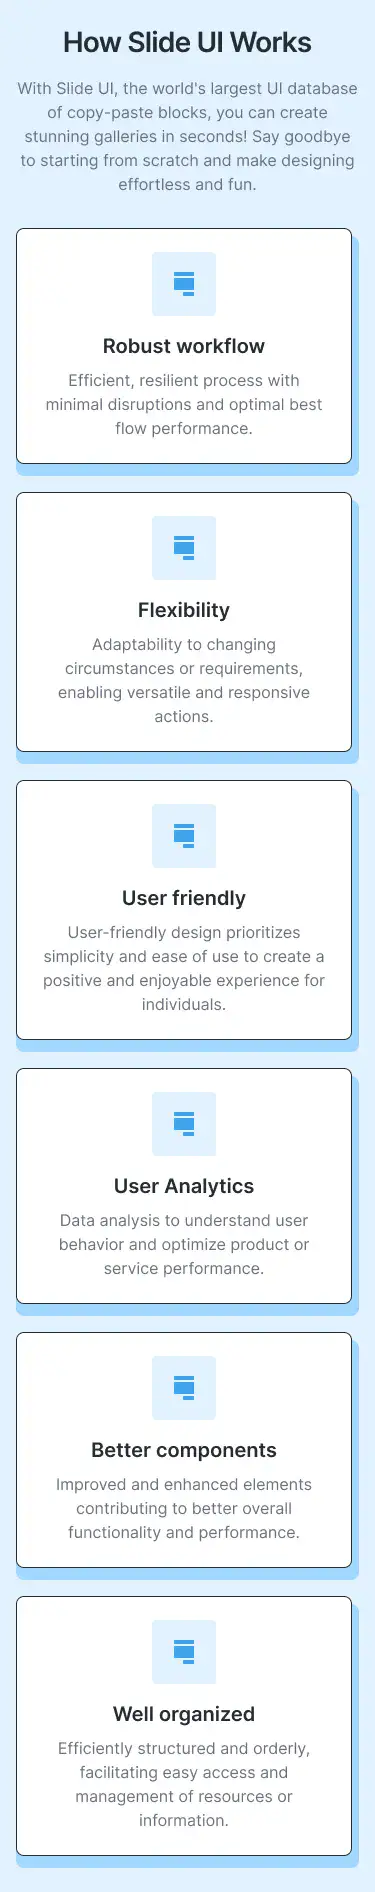 How Slide UI Works
With Slide UI, the world's largest UI database
of copy-paste blocks, you can create
stunning galleries in seconds! Say goodbye
to starting from scratch and make designing
effortless and fun.
Robust workflow
Efficient, resilient process with
minimal disruptions and optimal best
flow performance.
Flexibility
Adaptability to changing
circumstances or requirements,
enabling versatile and responsive
actions.
User friendly
User-friendly design prioritizes
simplicity and ease of use to create a
positive and enjoyable experience for
individuals.
User Analytics
Data analysis to understand user
behavior and optimize product or
service performance.
Better components
Improved and enhanced elements
contributing to better overall
functionality and performance.
Well organized
Efficiently structured and orderly,
facilitating easy access and
management of resources or
information.